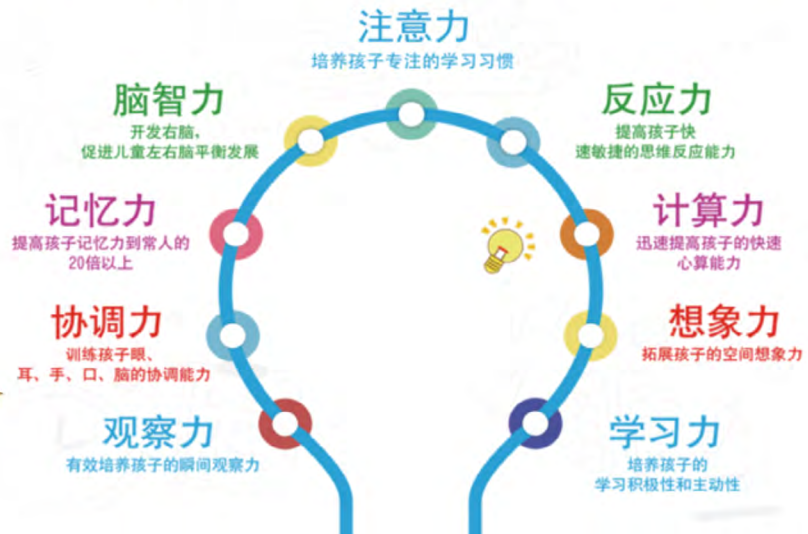 注意力
培养孩子专注的学习习惯
脑智力
开发右脑，
促进儿童左右脑平衡发展
反应力
提高孩子快
速敏捷的思维反应能力
记忆力
提高孩子记忆力到常人的
20倍以上
计算力
迅速提高孩子的快速
心算能力
协调力
训练孩子眼、
耳、手、口、脑的协调能力
想象力
拓展孩子的空间想象力
观察力
有效培养孩子的瞬间观察力
学习力
培养孩子的
学习积极性和主动性